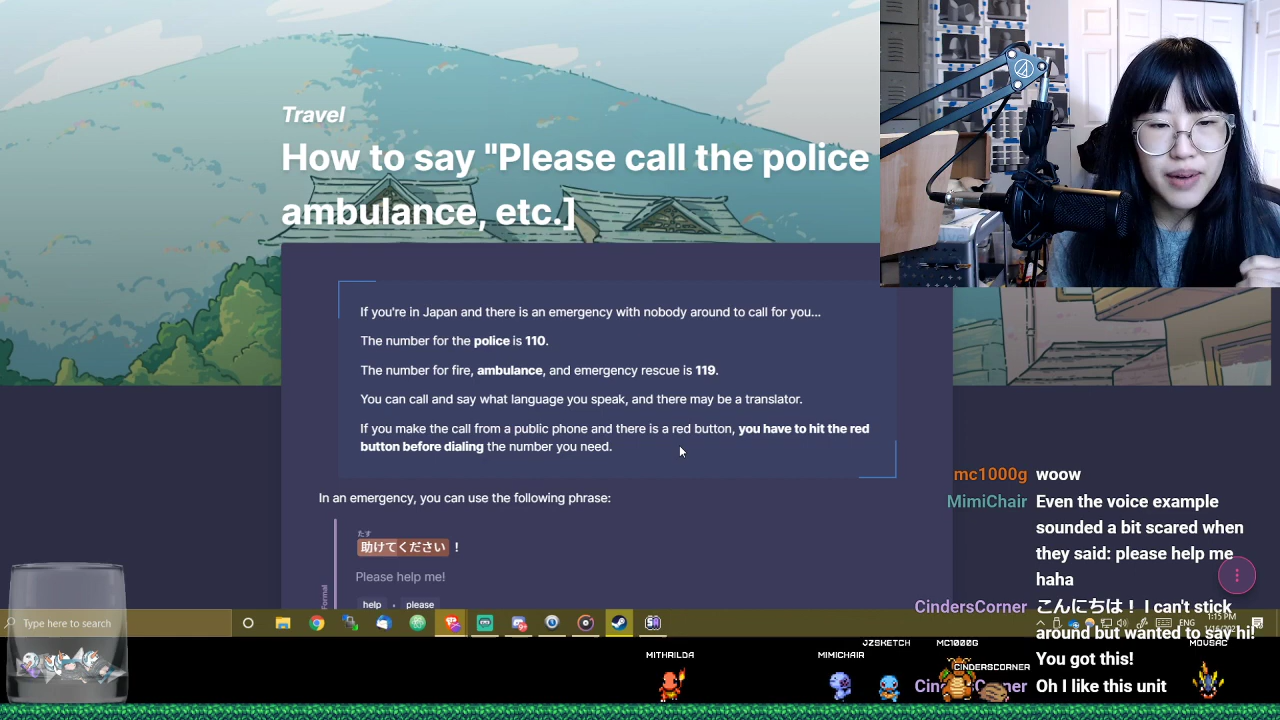 Travel
How to say "Please call the police
ambulance, etc.]
If you're in Japan and there is an emergency with nobody around to call for you...
The number for the police is 110.
The number for fire, ambulance, and emergency rescue is 119.
You can call and say what language you speak, and there may be a translator.
If you make the call from a public phone and there is a red button, you have to hit the red
button before dialing the number you need.
In an emergency, you can use the following phrase:
たす
助けてください !
Please help me!
Formal
help · please
mc1000g woow
MimiChair Even the voice example
sounded a bit scared when
they said: please help me
haha
CindersCorner こんにちは! I can't stick
around but wanted to say hi!
You got this!
CindersCorner Oh I like this unit
Type here to search
ENG
1:15 PM
MITHRILDA
MIMICHAIR
JZSKETCH
MC1000G
CINDERSCORNER